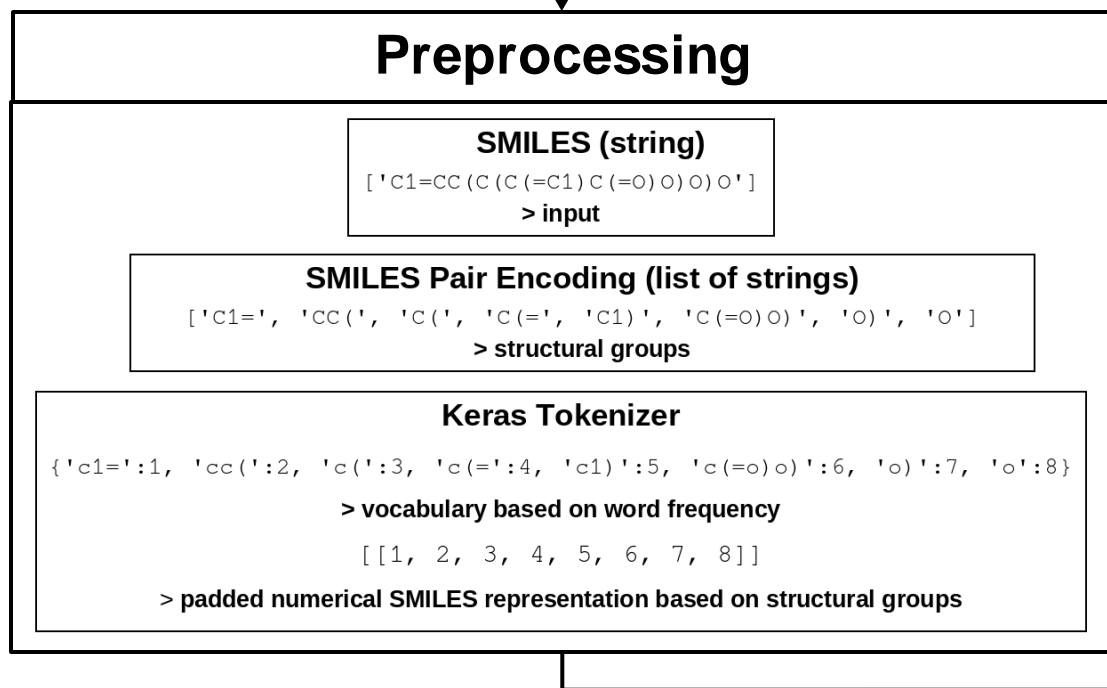 Preprocessing
SMILES (string)
['C1=CC(C(C(=C1)C(=O)O)O)O']
> input
SMILES Pair Encoding (list of strings)
['C1=', 'CC(', 'C(', 'C(=', 'C1)', 'C(=O)O)', 'O)', 'O']
> structural groups
Keras Tokenizer
{'c1=':1, 'cc(':2, 'c(':3, 'c(=':4, 'c1)':5, 'c(=o)o)':6, 'o)':7, 'o':8}
> vocabulary based on word frequency
[[1, 2, 3, 4, 5, 6, 7, 8]]
> padded numerical SMILES representation based on structural groups